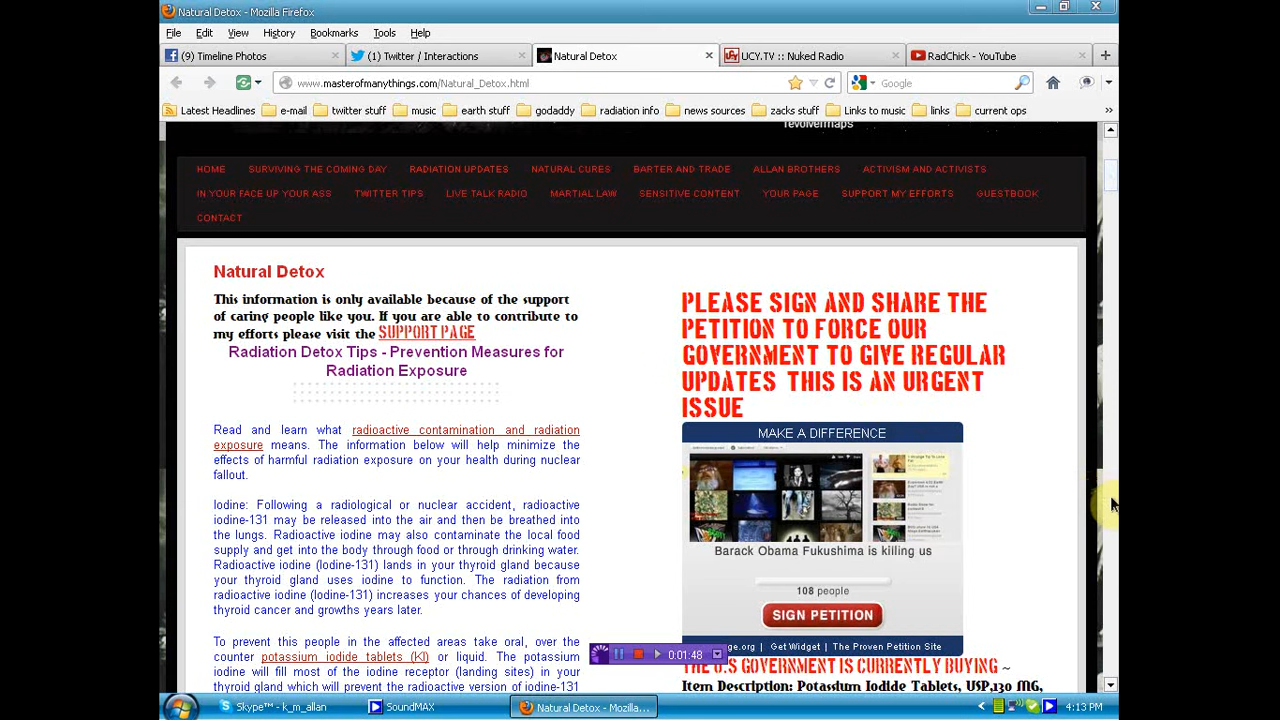 Natural Detox - Mozilla Firefox
File Edit View History Bookmarks Tools Help
(9) Timeline Photos
(1) Twitter / Interactions
Natural Detox
UCY.TV :: Nuked Radio
RadChick - YouTube
www.masterofmanythings.com/Natural_Detox.html
Google
Latest Headlines e-mail twitter stuff music earth stuff godaddy radiation info news sources zacks stuff Links to music links current ops
revolvermaps
HOME SURVIVING THE COMING DAY RADIATION UPDATES NATURAL CURES BARTER AND TRADE ALLAN BROTHERS ACTIVISM AND ACTIVISTS
IN YOUR FACE UP YOUR ASS TWITTER TIPS LIVE TALK RADIO MARTIAL LAW SENSITIVE CONTENT YOUR PAGE SUPPORT MY EFFORTS GUESTBOOK
CONTACT
Natural Detox
This information is only available because of the support
of caring people like you. If you are able to contribute to
my efforts please visit the SUPPORT PAGE
Radiation Detox Tips - Prevention Measures for
Radiation Exposure
Read and learn what radioactive contamination and radiation
exposure means. The information below will help minimize the
effects of harmful radiation exposure on your health during nuclear
fallout.
Iodine: Following a radiological or nuclear accident, radioactive
iodine-131 may be released into the air and then be breathed into
the lungs. Radioactive iodine may also contaminate the local food
supply and get into the body through food or through drinking water.
Radioactive iodine (Iodine-131) lands in your thyroid gland because
your thyroid gland uses iodine to function. The radiation from
radioactive iodine (Iodine-131) increases your chances of developing
thyroid cancer and growths years later.
To prevent this people in the affected areas take oral, over the
counter potassium iodide tablets (KI) or liquid. The potassium
iodine will fill most of the iodine receptor (landing sites) in your
thyroid gland which will prevent the radioactive version of iodine-131
PLEASE SIGN AND SHARE THE
PETITION TO FORCE OUR
GOVERNMENT TO GIVE REGULAR
UPDATES THIS IS AN URGENT
ISSUE
MAKE A DIFFERENCE
Barack Obama Fukushima is kiiling us
108 people
SIGN PETITION
ge.org | Get Widget | The Proven Petition Site
THE U.S GOVERNMENT IS CURRENTLY BUYING ~
Item Description: Potassium Iodide Tablets, USP,130 MG,
0:01:48
Skype™ - k_m_allan
SoundMAX
Natural Detox - Mozilla...
4:13 PM